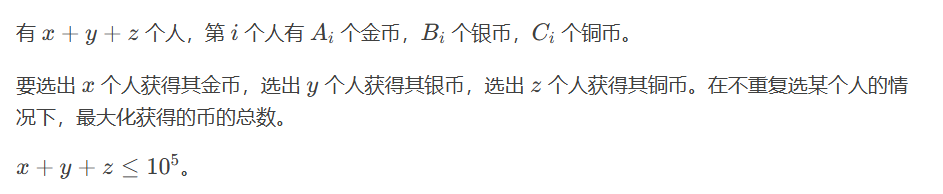 有 x + y + z 个人，第 i 个人有 A_i 个金币，B_i 个银币，C_i 个铜币。
要选出 x 个人获得其金币，选出 y 个人获得其银币，选出 z 个人获得其铜币。在不重复选某个人的情
况下，最大化获得的币的总数。
x + y + z ≤ 10^5。